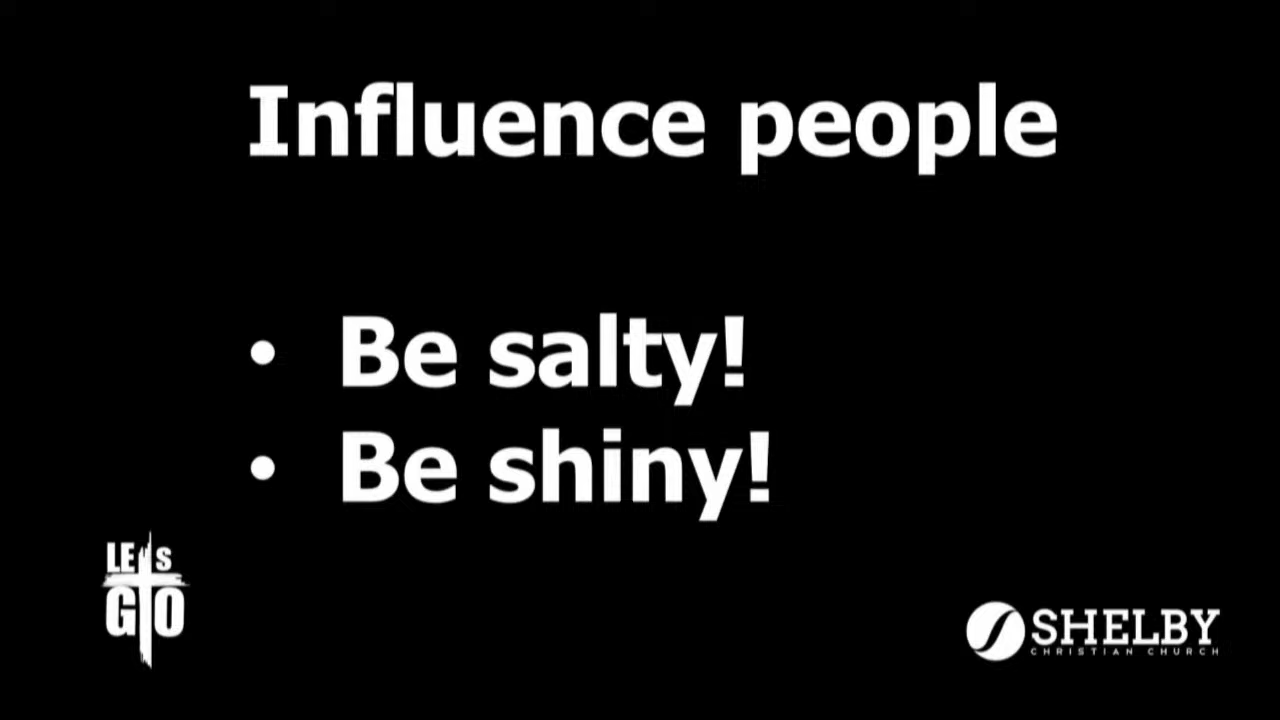 Influence people
• Be salty!
• Be shiny!
LETS
GO
SHELBY
CHRISTIAN CHURCH